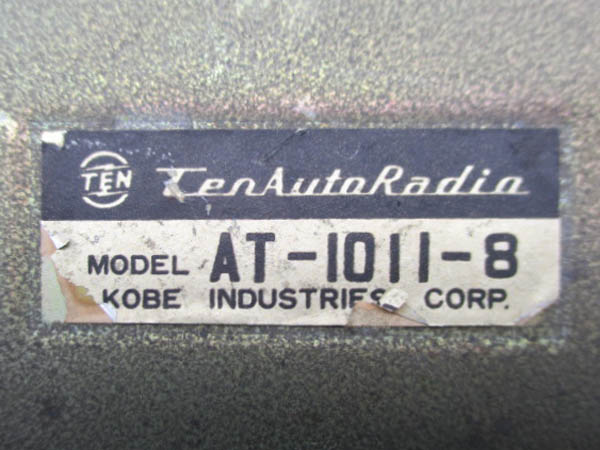 TEN TenAutoRadio
MODEL AT-1011-8
KOBE INDUSTRIES CORP.